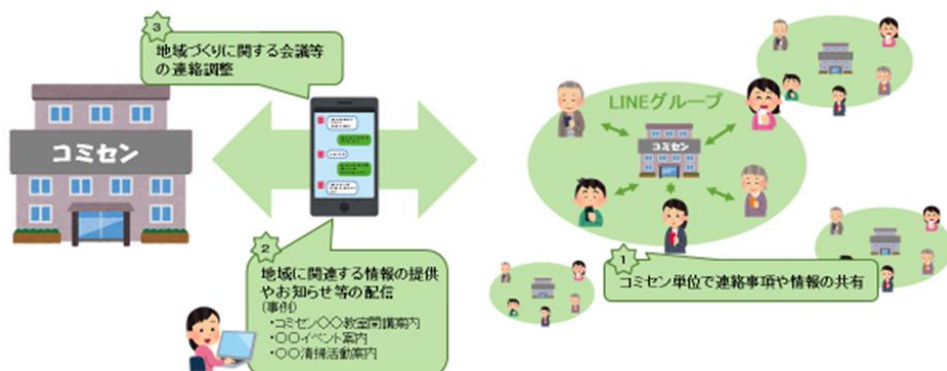 3
地域づくりに関する会議等
の連絡調整
コミセン
2
地域に関連する情報の提供
やお知らせ等の配信
(事例)
・コミセン◇◇教室開講案内
・〇〇イベント案内
・〇〇清掃活動案内
LINEグループ
コミセン
1
コミセン単位で連絡事項や情報の共有